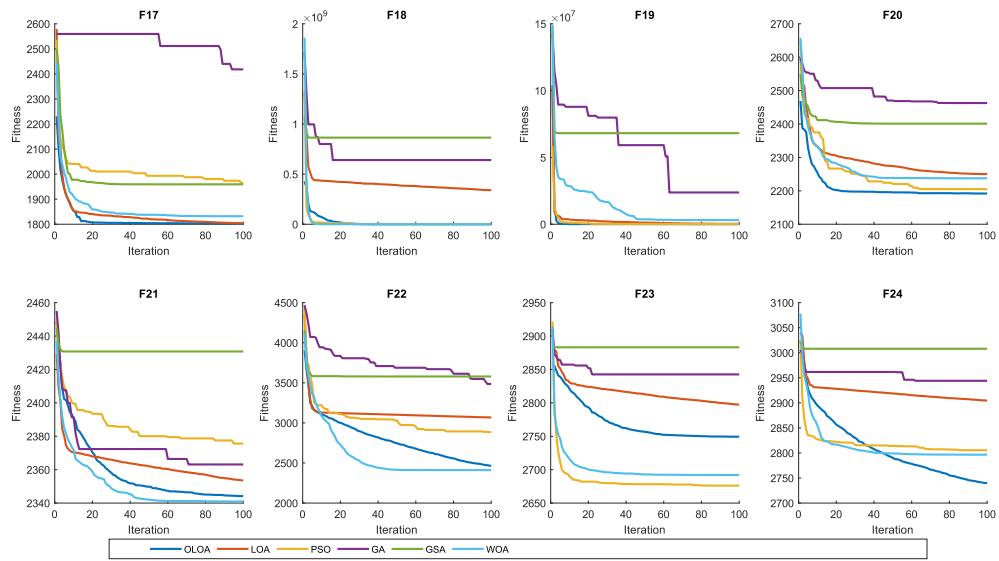 F17 F18 F19 F20
2600 2 ×10^9 15 ×10^7 2700
2500 2600
2400 1.5
2300 10 2500
2200 1 2400
2100 5 2300
2000 0.5
1900 2200
1800 0 0 2100
0 20 40 60 80 100 0 20 40 60 80 100 0 20 40 60 80 100 0 20 40 60 80 100
Fitness Fitness Fitness Fitness
Iteration Iteration Iteration Iteration
F21 F22 F23 F24
2460 4500 2950 3100
2440 4000 2900 3050
3000
2420 3500 2850 2950
2400 2900
3000 2800
2380 2850
2500 2750 2800
2360 2700 2750
2340 2000 2650 2700
0 20 40 60 80 100 0 20 40 60 80 100 0 20 40 60 80 100 0 20 40 60 80 100
Fitness Fitness Fitness Fitness
Iteration Iteration Iteration Iteration
OLOA LOA PSO GA GSA WOA